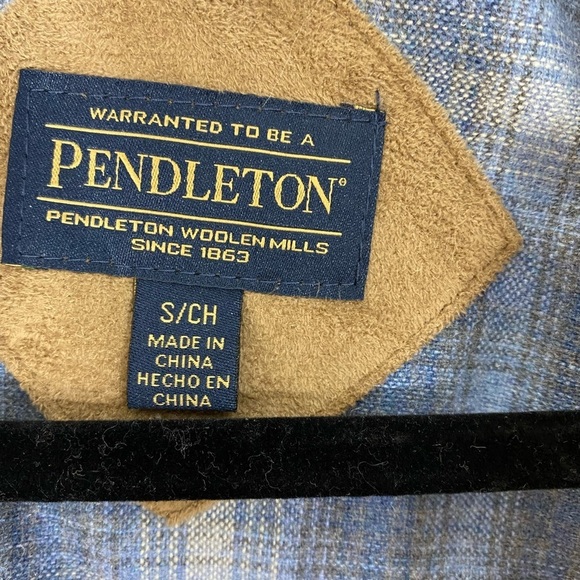 WARRANTED TO BE A
PENDLETON®
PENDLETON WOOLEN MILLS
SINCE 1863
S/CH
MADE IN
CHINA
HECHO EN
CHINA